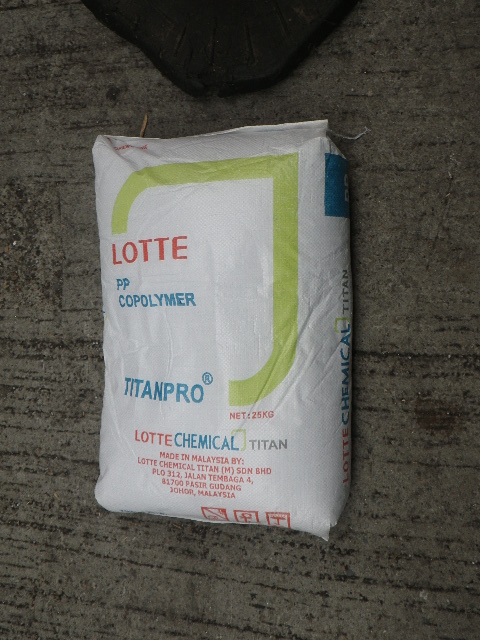 LOTTE
PP
COPOLYMER
TITANPRO®
NET:25KG
LOTTE CHEMICAL TITAN
MADE IN MALAYSIA BY:
LOTTE CHEMICAL TITAN (M) SDN BHD
PLO 312, JALAN TEMBAGA 4,
81700 PASIR GUDANG
JOHOR, MALAYSIA
PP
LOTTE CHEMICAL TITAN